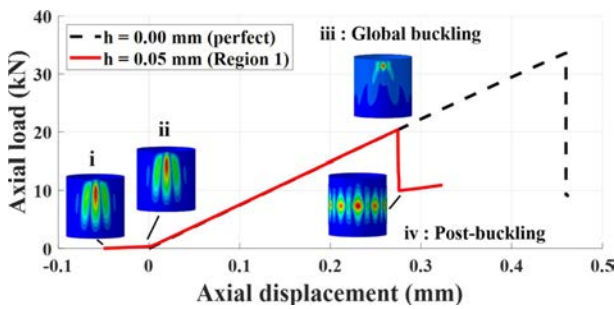 h = 0.00 mm (perfect)
h = 0.05 mm (Region 1)
iii : Global buckling
i
ii
iv : Post-buckling
Axial load (kN)
40
30
20
10
0
-0.1
0
0.1
0.2
0.3
0.4
0.5
Axial displacement (mm)